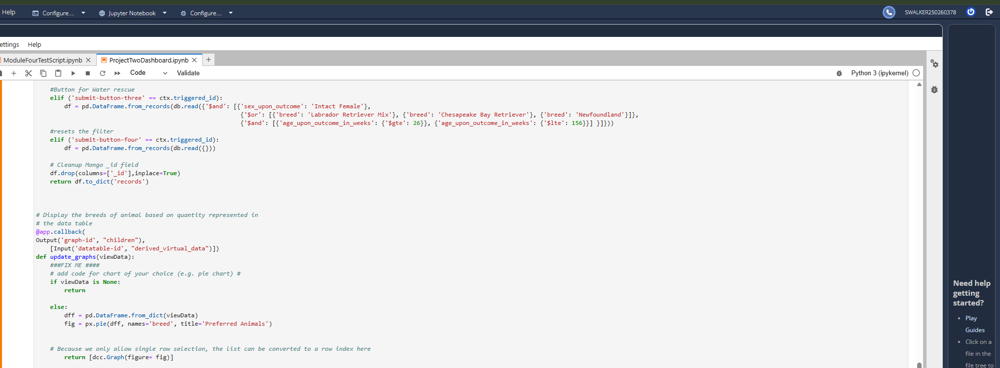 Help
Configure....
Jupyter Notebook
Configure....
SWALKER250260378
ettings
Help
ModuleFourTestScript.ipynb
ProjectTwoDashboard.ipynb
Code
Validate
Python 3 (ipykernel)
#Button for Water rescue
elif ('submit-button-three' == ctx.triggered_id):
df = pd.DataFrame.from_records(db.read({'$and': [{'sex_upon_outcome': 'Intact Female'},
{'$or': [{'breed': 'Labrador Retriever Mix'}, {'breed': 'Chesapeake Bay Retriever'}, {'breed': 'Newfoundland'}]},
{'$and': [{'age_upon_outcome_in_weeks': {'$gte': 26}}, {'age_upon_outcome_in_weeks': {'$lte': 156}}] }]}))
#resets the filter
elif ('submit-button-four' == ctx.triggered_id):
df = pd.DataFrame.from_records(db.read({}))
# Cleanup Mongo _id field
df.drop(columns=['_id'],inplace=True)
return df.to_dict('records')
# Display the breeds of animal based on quantity represented in
# the data table
@app.callback(
Output('graph-id', "children"),
[Input('datatable-id', "derived_virtual_data")])
def update_graphs(viewData):
###FIX ME ####
# add code for chart of your choice (e.g. pie chart) #
if viewData is None:
return
else:
dff = pd.DataFrame.from_dict(viewData)
fig = px.pie(dff, names='breed', title='Preferred Animals')
# Because we only allow single row selection, the list can be converted to a row index here
return [dcc.Graph(figure= fig)]
Need help
getting
started?
Play
Guides
Click on a
file in the
file tree to